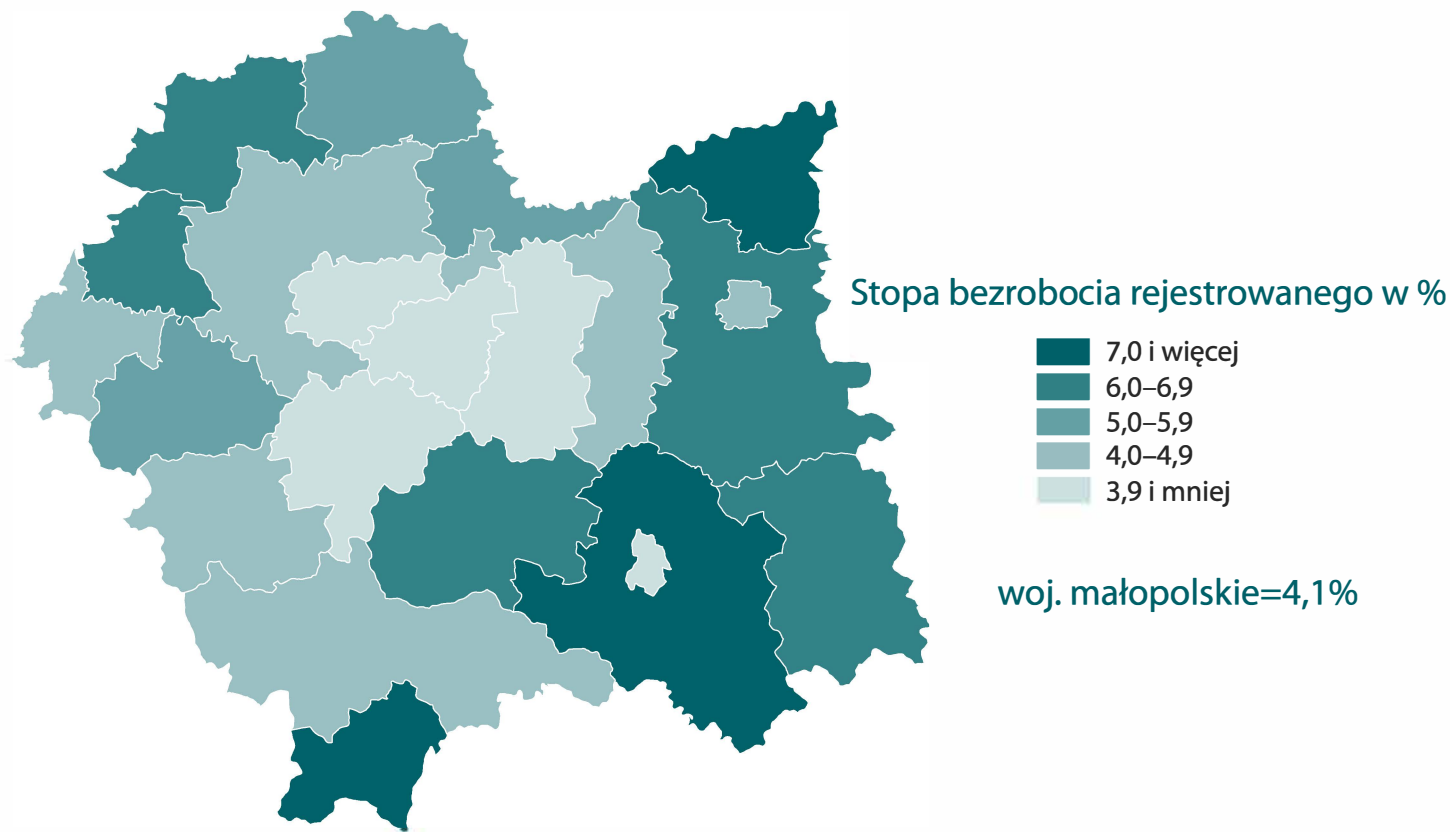 Stopa bezrobocia rejestrowanego w %
7,0 i więcej
6,0–6,9
5,0–5,9
4,0–4,9
3,9 i mniej
woj. małopolskie=4,1%